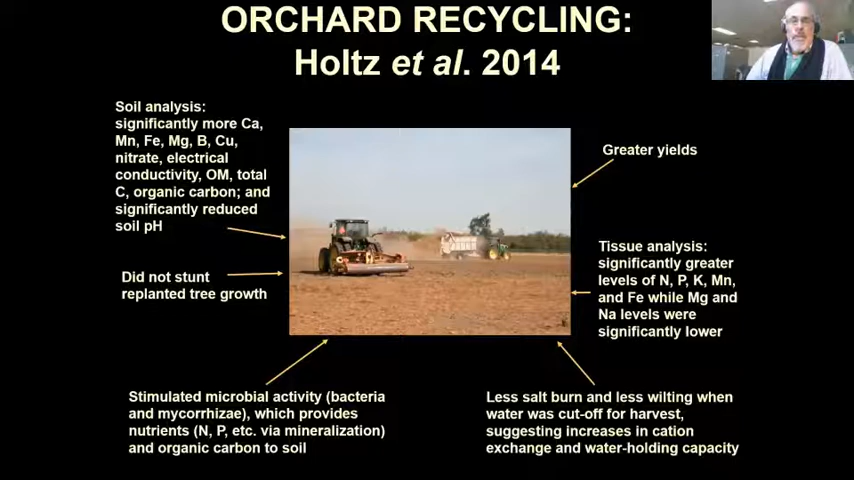 ORCHARD RECYCLING:
Holtz et al. 2014
Soil analysis:
significantly more Ca,
Mn, Fe, Mg, B, Cu,
nitrate, electrical
conductivity, OM, total
C, organic carbon; and
significantly reduced
soil pH
Did not stunt
replanted tree growth
Greater yields
Tissue analysis:
significantly greater
levels of N, P, K, Mn,
and Fe while Mg and
Na levels were
significantly lower
Stimulated microbial activity (bacteria
and mycorrhizae), which provides
nutrients (N, P, etc. via mineralization)
and organic carbon to soil
Less salt burn and less wilting when
water was cut-off for harvest,
suggesting increases in cation
exchange and water-holding capacity